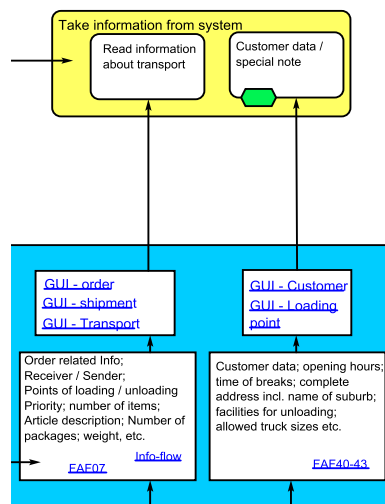 Take information from system
Read information
about transport
Customer data /
special note
GUI - order
GUI - shipment
GUI - Transport
GUI - Customer
GUI - Loading
point
Order related Info;
Receiver / Sender;
Points of loading / unloading
Priority; number of items;
Article description; Number of
packages; weight, etc.
Info-flow
EAF07
Customer data; opening hours;
time of breaks; complete
address incl. name of suburb;
facilities for unloading;
allowed truck sizes etc.
EAF40-43